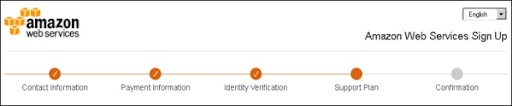 English
amazon
web services
Amazon Web Services Sign Up
Contact Information
Payment Information
Identity Verification
Support Plan
Confirmation